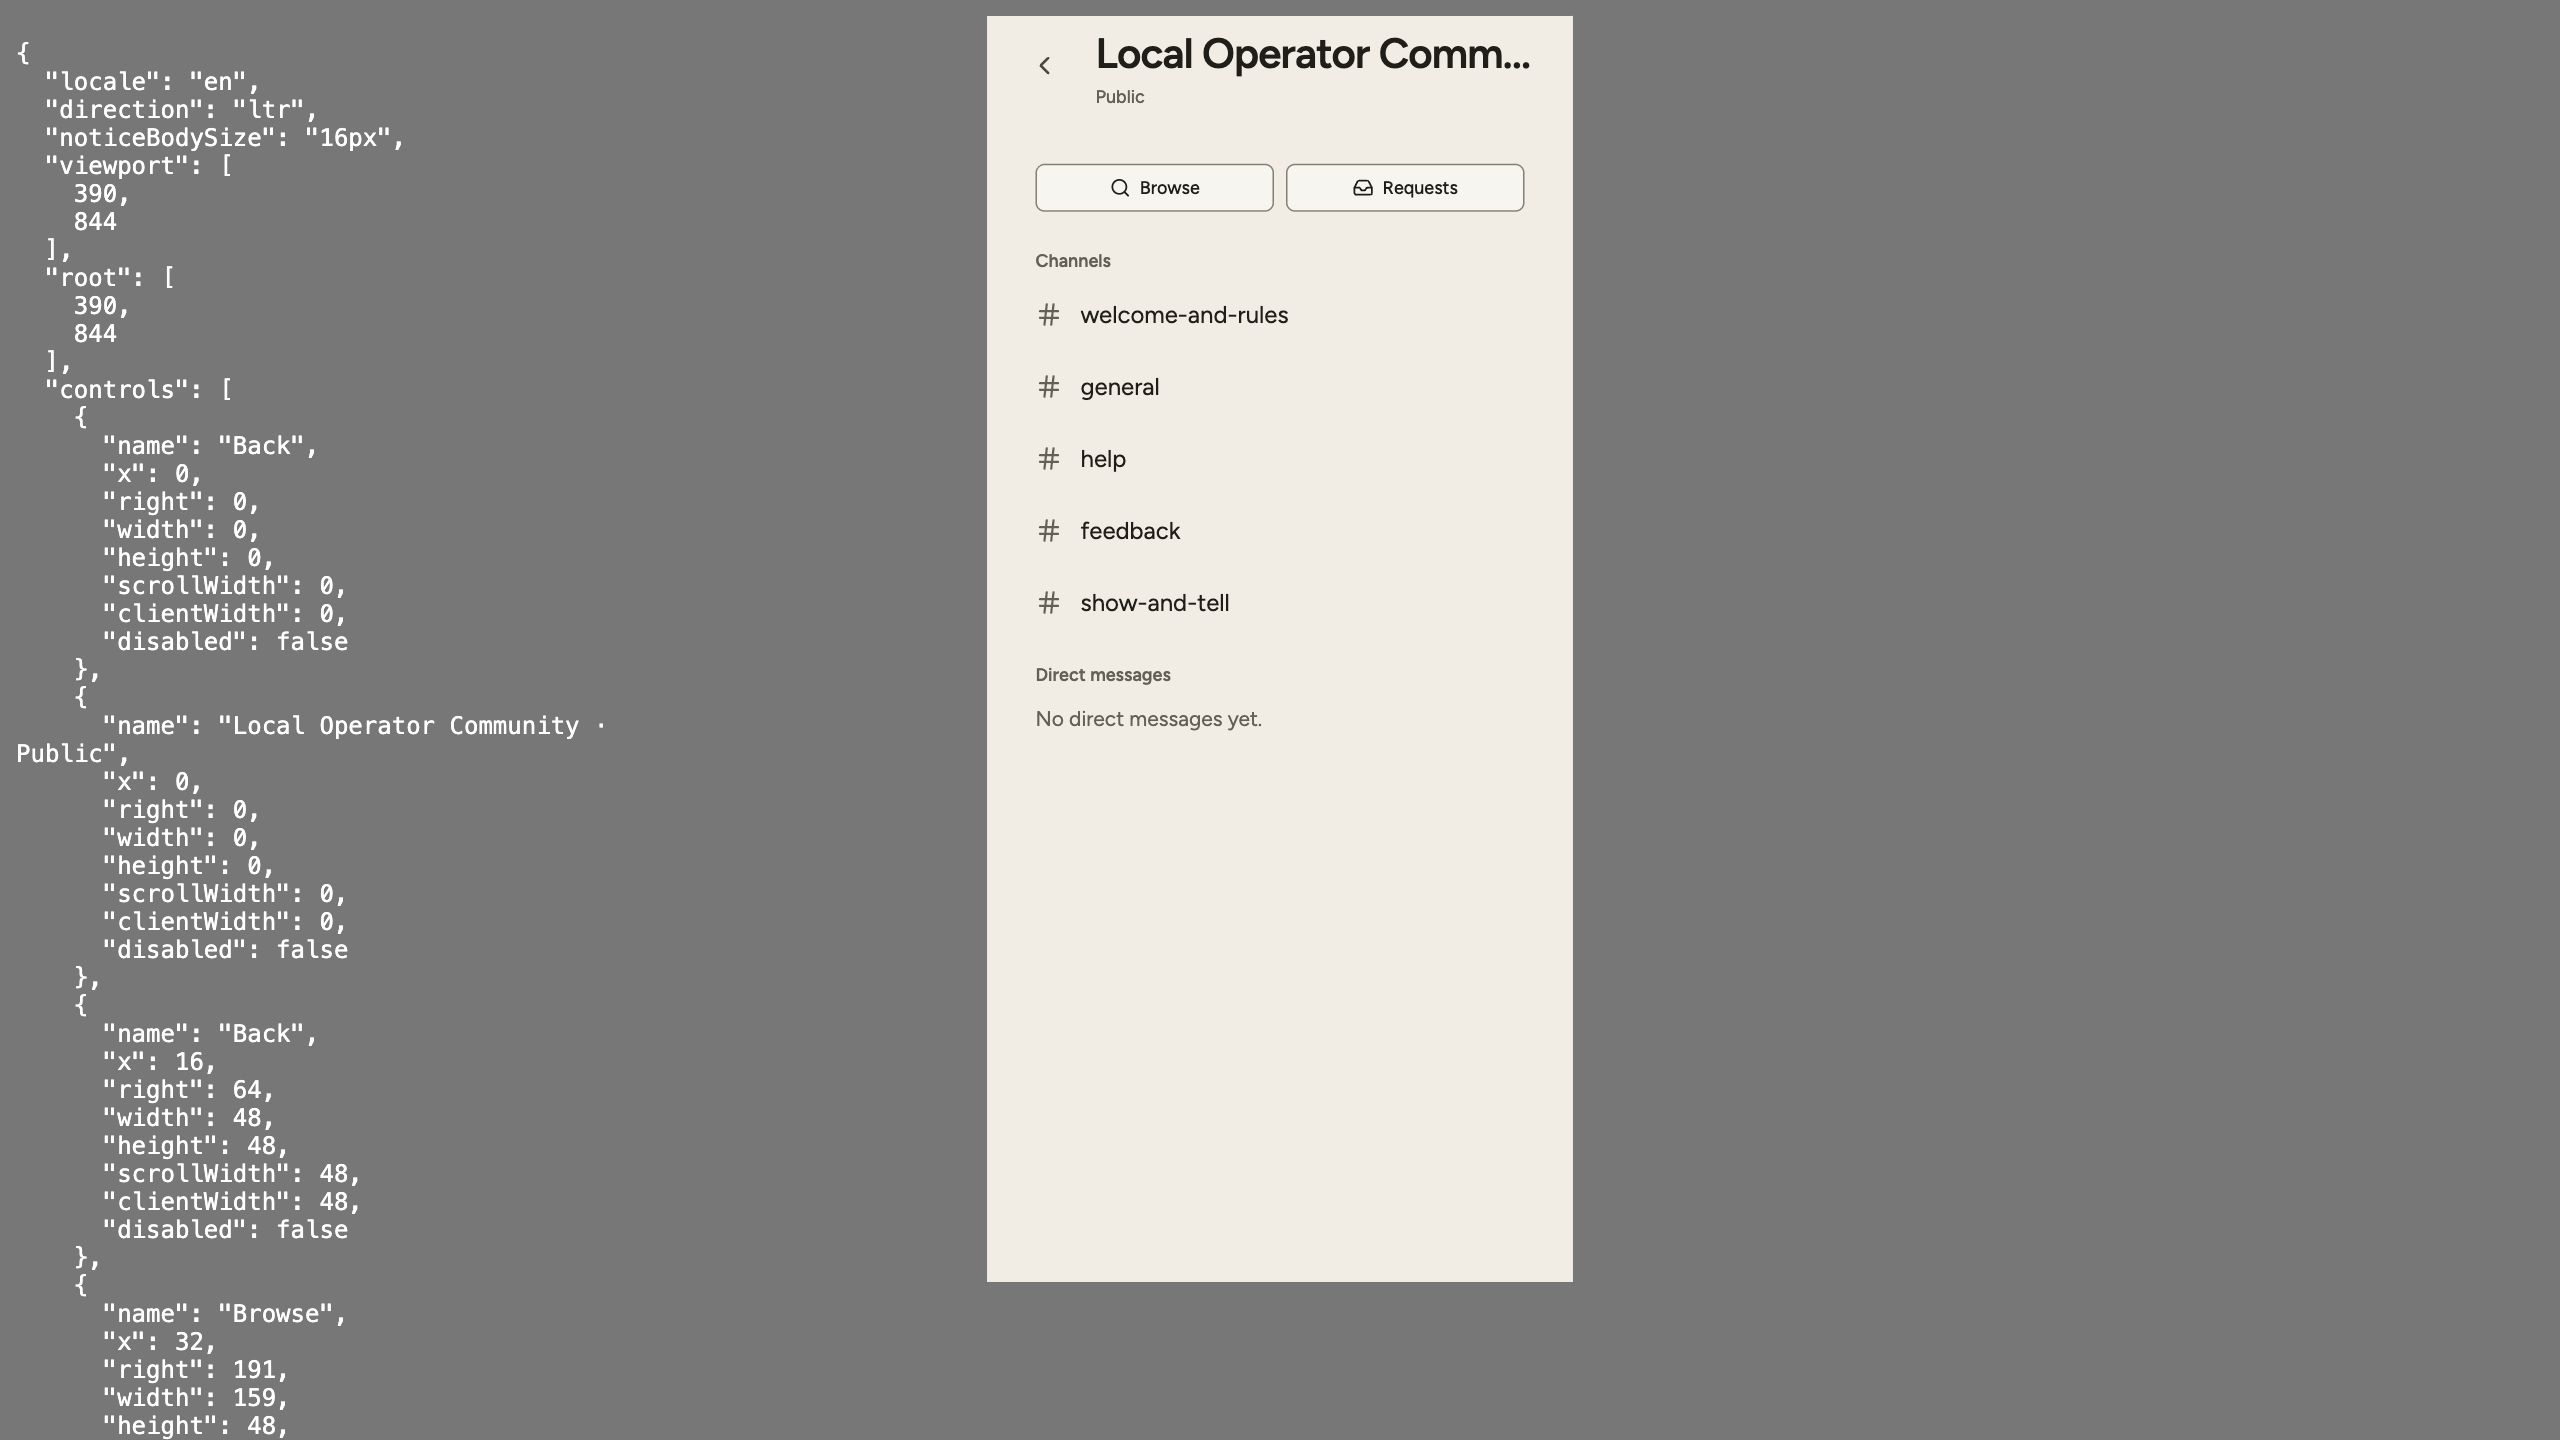 {
  "locale": "en",
  "direction": "ltr",
  "noticeBodySize": "16px",
  "viewport": [
    390,
    844
  ],
  "root": [
    390,
    844
  ],
  "controls": [
    {
      "name": "Back",
      "x": 0,
      "right": 0,
      "width": 0,
      "height": 0,
      "scrollWidth": 0,
      "clientWidth": 0,
      "disabled": false
    },
    {
      "name": "Local Operator Community ·
Public",
      "x": 0,
      "right": 0,
      "width": 0,
      "height": 0,
      "scrollWidth": 0,
      "clientWidth": 0,
      "disabled": false
    },
    {
      "name": "Back",
      "x": 16,
      "right": 64,
      "width": 48,
      "height": 48,
      "scrollWidth": 48,
      "clientWidth": 48,
      "disabled": false
    },
    {
      "name": "Browse",
      "x": 32,
      "right": 191,
      "width": 159,
      "height": 48,
Local Operator Comm...
Public
Browse
Requests
Channels
# welcome-and-rules
# general
# help
# feedback
# show-and-tell
Direct messages
No direct messages yet.